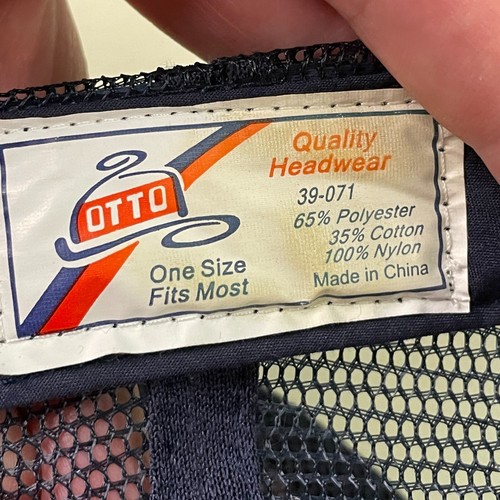 OTTO
One Size
Fits Most
Quality
Headwear
39-071
65% Polyester
35% Cotton
100% Nylon
Made in China